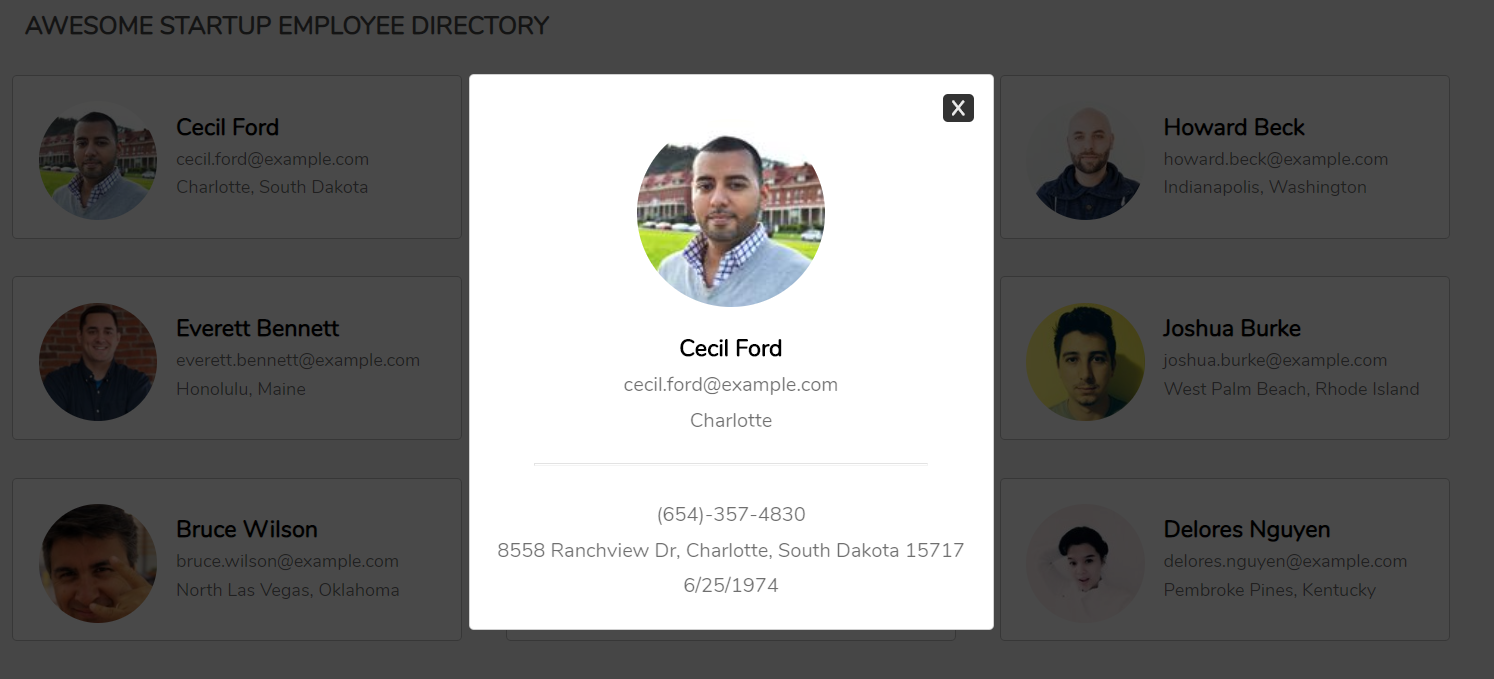 AWESOME STARTUP EMPLOYEE DIRECTORY
Cecil Ford
cecil.ford@example.com
Charlotte, South Dakota
Howard Beck
howard.beck@example.com
Indianapolis, Washington
Everett Bennett
everett.bennett@example.com
Honolulu, Maine
Joshua Burke
joshua.burke@example.com
West Palm Beach, Rhode Island
Bruce Wilson
bruce.wilson@example.com
North Las Vegas, Oklahoma
Delores Nguyen
delores.nguyen@example.com
Pembroke Pines, Kentucky
X
Cecil Ford
cecil.ford@example.com
Charlotte
(654)-357-4830
8558 Ranchview Dr, Charlotte, South Dakota 15717
6/25/1974